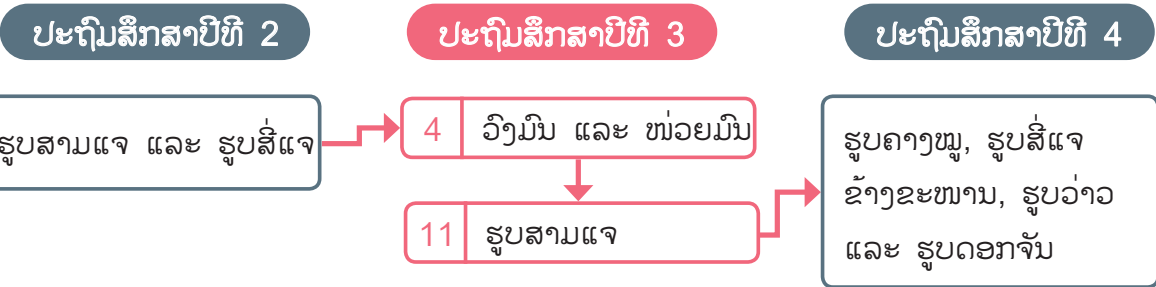 ປະຖົມສຶກສາປີທີ 2
ຮູບສາມແຈ ແລະ ຮູບສີ່ແຈ
ປະຖົມສຶກສາປີທີ 3
4 ວົງມົນ ແລະ ໜ່ວຍມົນ
11 ຮູບສາມແຈ
ປະຖົມສຶກສາປີທີ 4
ຮູບຄາງໝູ, ຮູບສີ່ແຈ
ຂ້າງຂະໜານ, ຮູບວ່າວ
ແລະ ຮູບດອກຈັນ